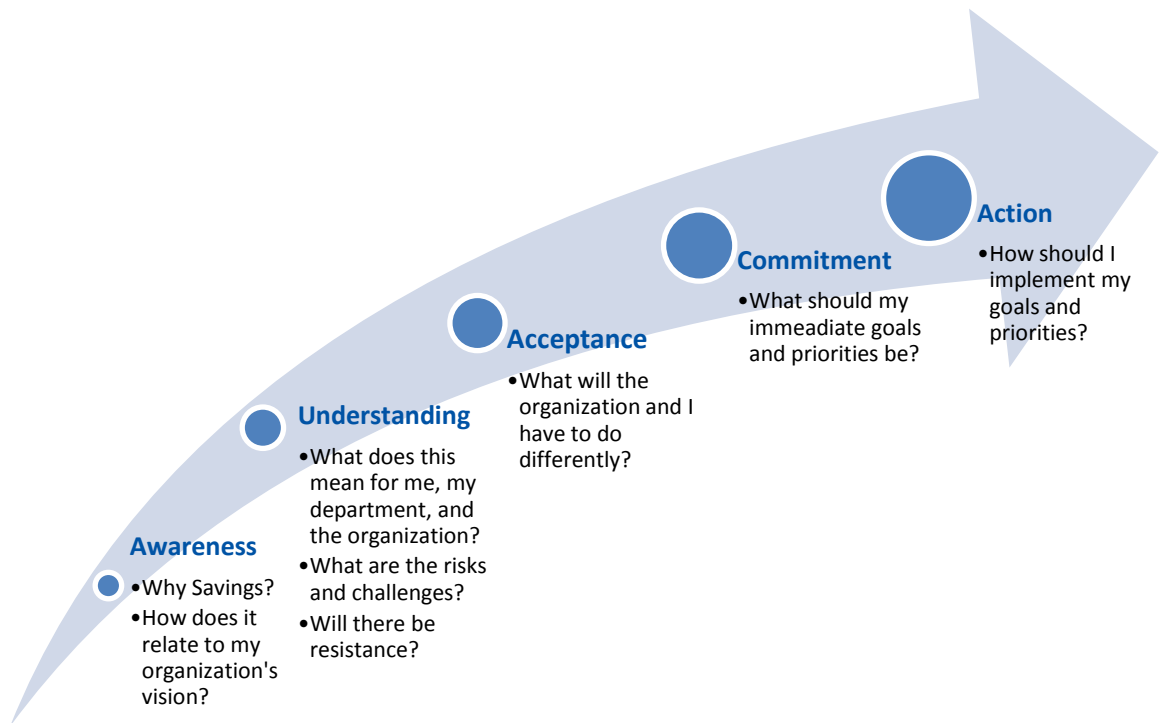 Awareness
•Why Savings?
•How does it
relate to my
organization's
vision?
Understanding
•What does this
mean for me, my
department, and
the organization?
•What are the risks
and challenges?
•Will there be
resistance?
Acceptance
•What will the
organization and I
have to do
differently?
Commitment
•What should my
immeadiate goals
and priorities be?
Action
•How should I
implement my
goals and
priorities?